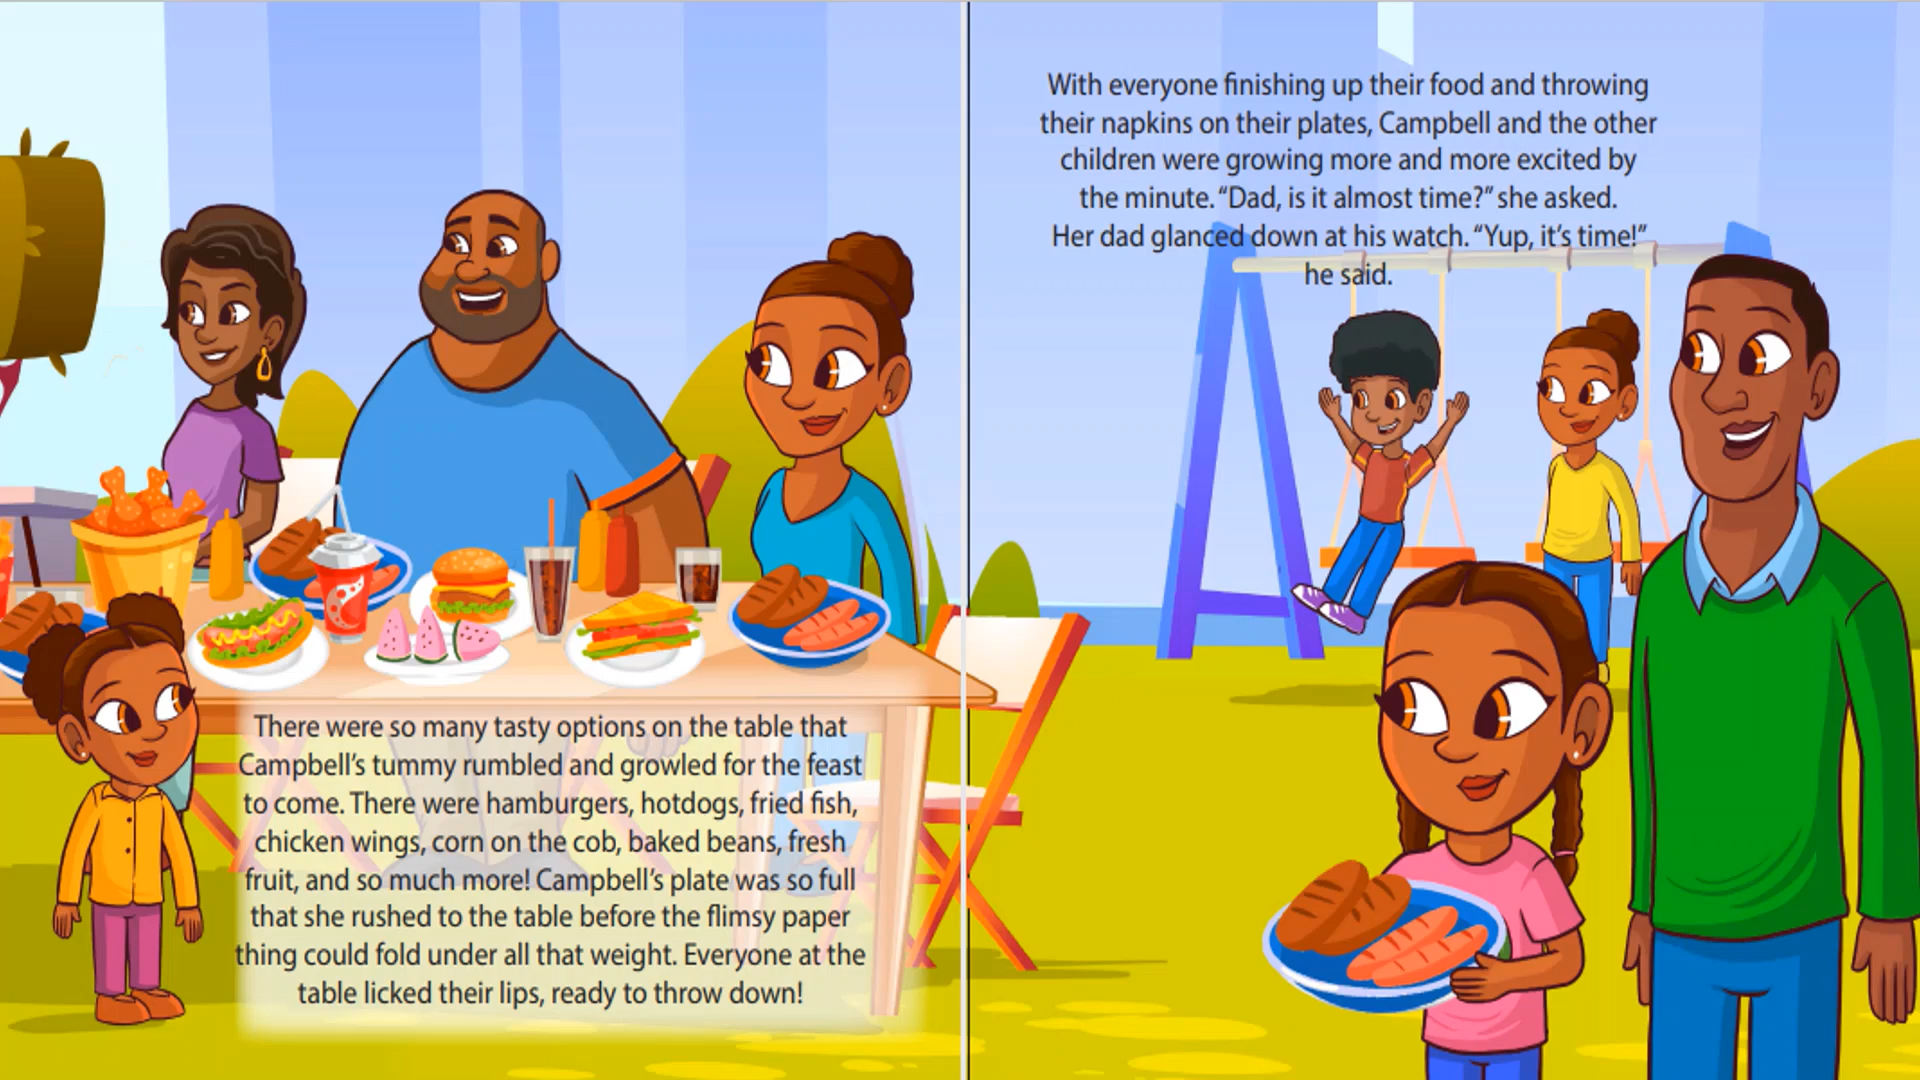 There were so many tasty options on the table that
Campbell’s tummy rumbled and growled for the feast
to come. There were hamburgers, hotdogs, fried fish,
chicken wings, corn on the cob, baked beans, fresh
fruit, and so much more! Campbell’s plate was so full
that she rushed to the table before the flimsy paper
thing could fold under all that weight. Everyone at the
table licked their lips, ready to throw down!
With everyone finishing up their food and throwing
their napkins on their plates, Campbell and the other
children were growing more and more excited by
the minute. “Dad, is it almost time?” she asked.
Her dad glanced down at his watch. “Yup, it’s time!”
he said.